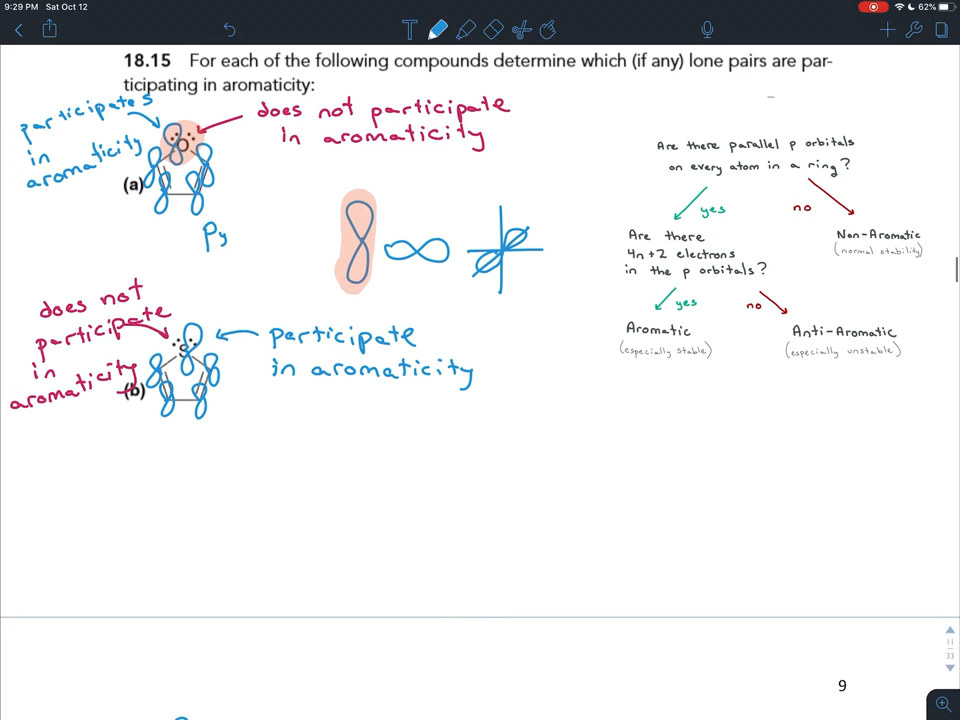 9:29 PM Sat Oct 12
62%
18.15 For each of the following compounds determine which (if any) lone pairs are par-
ticipating in aromaticity:
participates
in
aromaticity
does not participate
in aromaticity
O
(a)
Py
does not
participate
in
aromaticity
S
(b)
participate
in aromaticity
Are there parallel p orbitals
on every atom in a ring?
yes
no
Are there
4n+2 electrons
in the p orbitals?
Non-Aromatic
(normal stability)
yes
no
Aromatic
(especially stable)
Anti-Aromatic
(especially unstable)
11
33
9